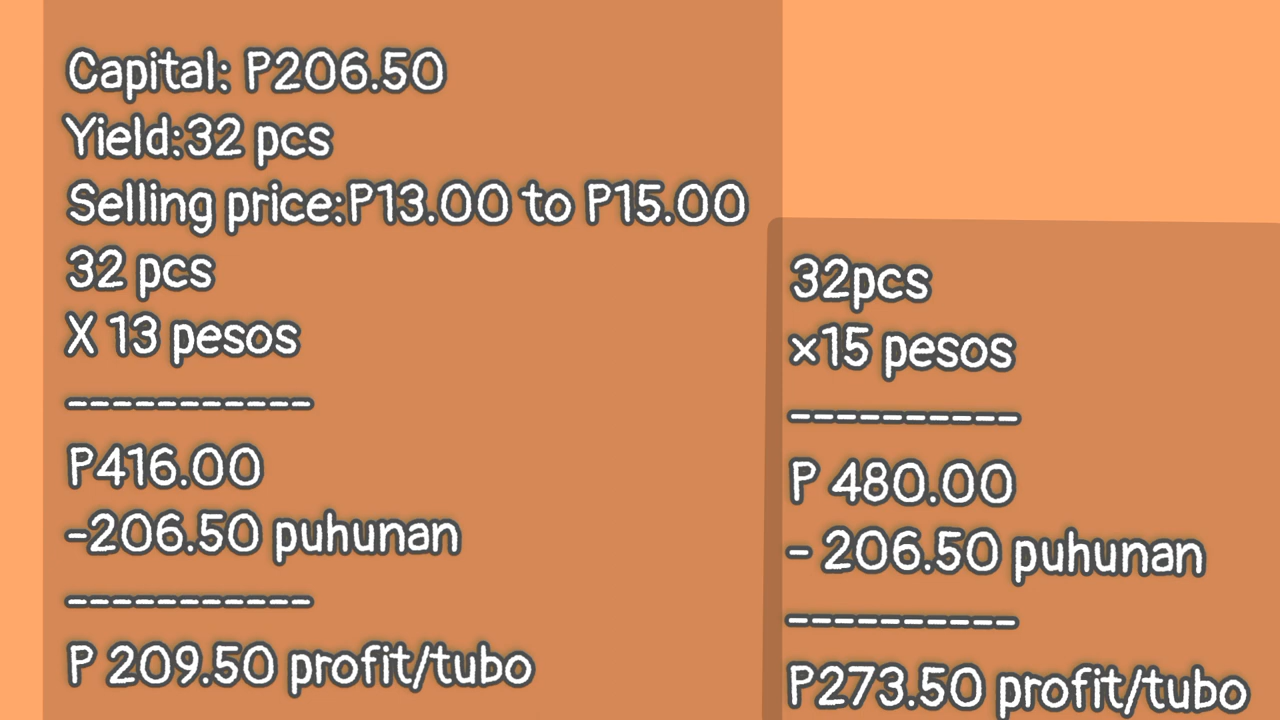 Capital: P206.50
Yield:32 pcs
Selling price:P13.00 to P15.00
32 pcs
X 13 pesos
-----------
P416.00
-206.50 puhunan
-----------
P 209.50 profit/tubo
32pcs
×15 pesos
----------
P 480.00
- 206.50 puhunan
----------
P273.50 profit/tubo